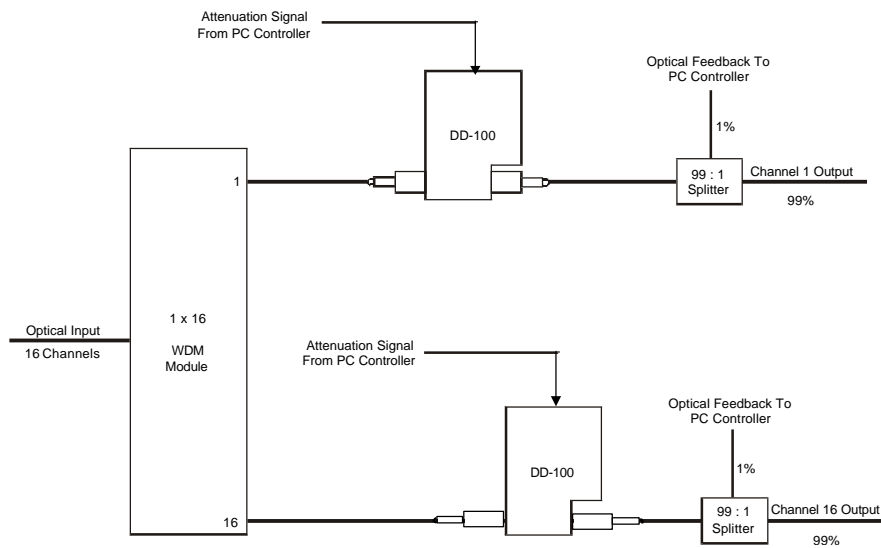 Attenuation Signal
From PC Controller
Optical Feedback To
PC Controller
DD-100
1%
1
99 : 1
Splitter
Channel 1 Output
99%
Optical Input
16 Channels
1 x 16
WDM
Module
Attenuation Signal
From PC Controller
Optical Feedback To
PC Controller
DD-100
1%
16
99 : 1
Splitter
Channel 16 Output
99%